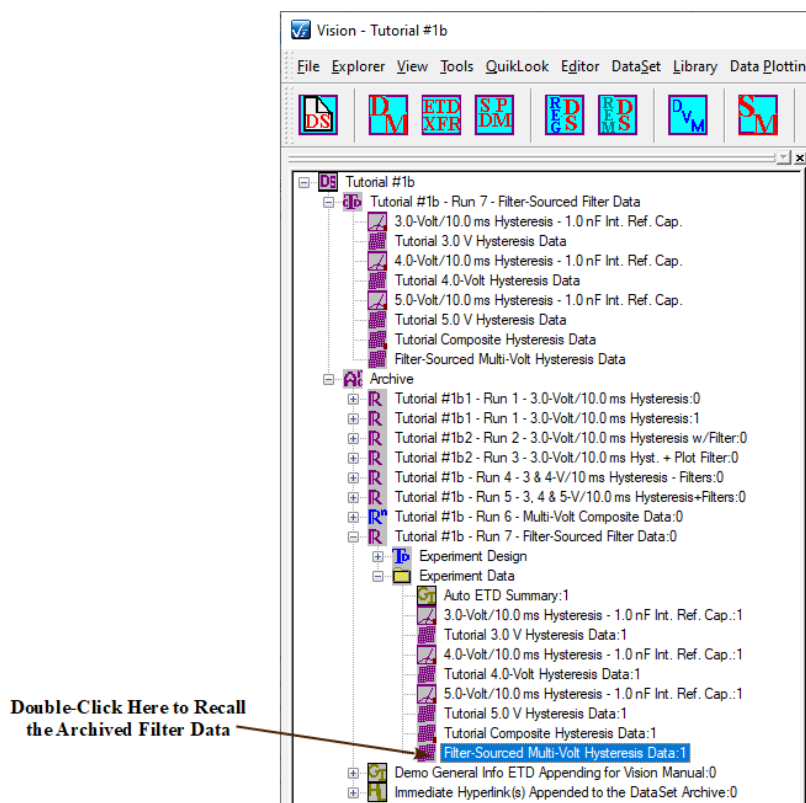 Vision - Tutorial #1b
File Explorer View Tools QuikLook Editor DataSet Library Data Plottin
DS DM ETD XFR SP DM REG DS REM DS DVM SM
DS Tutorial #1b
CTD Tutorial #1b - Run 7 - Filter-Sourced Filter Data
3.0-Volt/10.0 ms Hysteresis - 1.0 nF Int. Ref. Cap.
Tutorial 3.0 V Hysteresis Data
4.0-Volt/10.0 ms Hysteresis - 1.0 nF Int. Ref. Cap.
Tutorial 4.0-Volt Hysteresis Data
5.0-Volt/10.0 ms Hysteresis - 1.0 nF Int. Ref. Cap.
Tutorial 5.0 V Hysteresis Data
Tutorial Composite Hysteresis Data
Filter-Sourced Multi-Volt Hysteresis Data
Archive
R Tutorial #1b1 - Run 1 - 3.0-Volt/10.0 ms Hysteresis:0
R Tutorial #1b1 - Run 1 - 3.0-Volt/10.0 ms Hysteresis:1
R Tutorial #1b2 - Run 2 - 3.0-Volt/10.0 ms Hysteresis w/Filter:0
R Tutorial #1b2 - Run 3 - 3.0-Volt/10.0 ms Hyst. + Plot Filter:0
R Tutorial #1b - Run 4 - 3 & 4-V/10 ms Hysteresis - Filters:0
R Tutorial #1b - Run 5 - 3, 4 & 5-V/10.0 ms Hysteresis+Filters:0
Rn Tutorial #1b - Run 6 - Multi-Volt Composite Data:0
R Tutorial #1b - Run 7 - Filter-Sourced Filter Data:0
TD Experiment Design
Experiment Data
GI Auto ETD Summary:1
3.0-Volt/10.0 ms Hysteresis - 1.0 nF Int. Ref. Cap.:1
Tutorial 3.0 V Hysteresis Data:1
4.0-Volt/10.0 ms Hysteresis - 1.0 nF Int. Ref. Cap.:1
Tutorial 4.0-Volt Hysteresis Data:1
5.0-Volt/10.0 ms Hysteresis - 1.0 nF Int. Ref. Cap.:1
Tutorial 5.0 V Hysteresis Data:1
Tutorial Composite Hysteresis Data:1
Filter-Sourced Multi-Volt Hysteresis Data:1
GI Demo General Info ETD Appending for Vision Manual:0
HL Immediate Hyperlink(s) Appended to the DataSet Archive:0
Double-Click Here to Recall
the Archived Filter Data